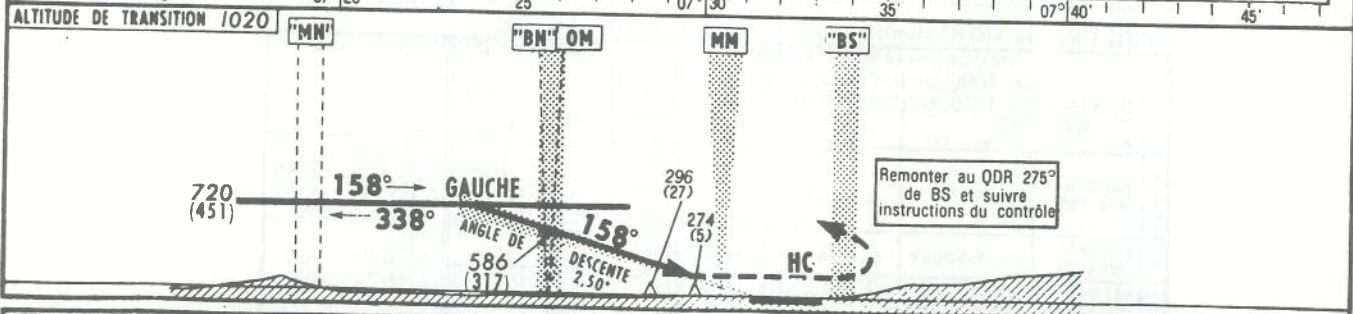 25' 07° 30' 35' 07° 40' 45'
ALTITUDE DE TRANSITION 1020
"MN" "BN" OM MM "BS"
720
(451)
158° GAUCHE
338°
ANGLE DE
DESCENTE
2.50°
158°
586
(317)
296
(27)
274
(5)
HC
Remonter au QDR 275°
de BS et suivre
instructions du contrôle